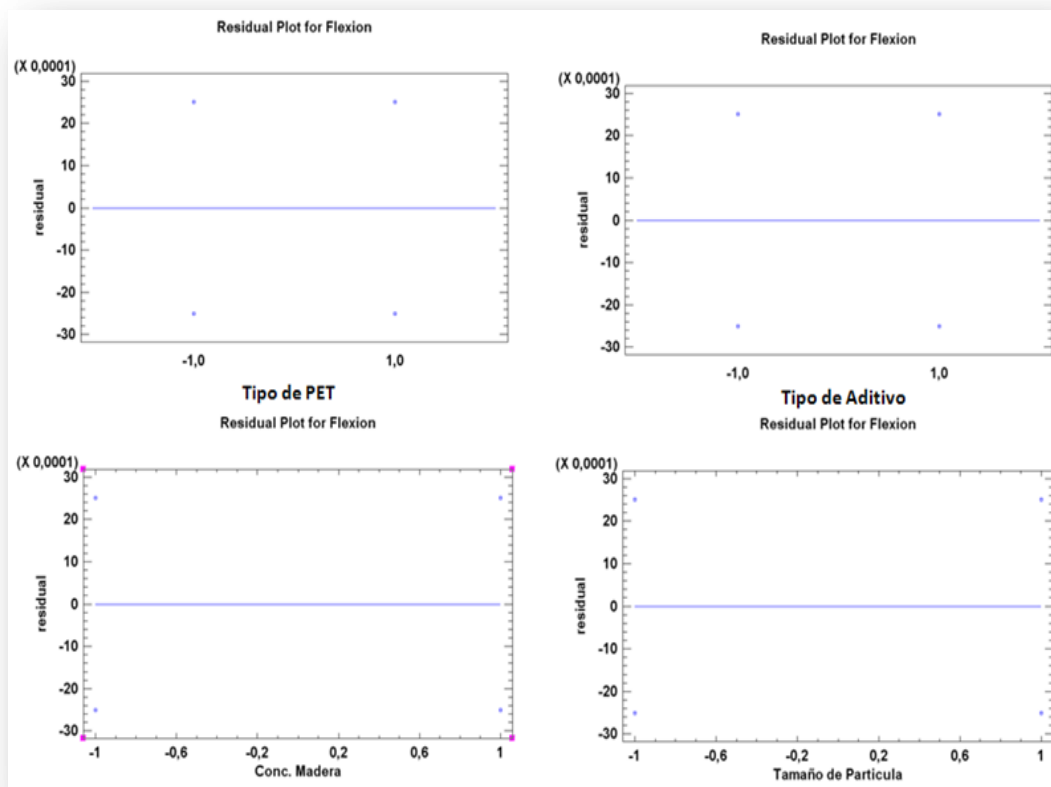 Residual Plot for Flexion
(X 0,0001)
30
20
10
0
-10
-20
-30
residual
-1,0 1,0
Tipo de PET
Residual Plot for Flexion
(X 0,0001)
30
20
10
0
-10
-20
-30
residual
-1,0 1,0
Tipo de Aditivo
Residual Plot for Flexion
(X 0,0001)
30
20
10
0
-10
-20
-30
residual
-1 -0,6 -0,2 0,2 0,6 1
Conc. Madera
Residual Plot for Flexion
(X 0,0001)
30
20
10
0
-10
-20
-30
residual
-1 -0,6 -0,2 0,2 0,6 1
Tamaño de Particula